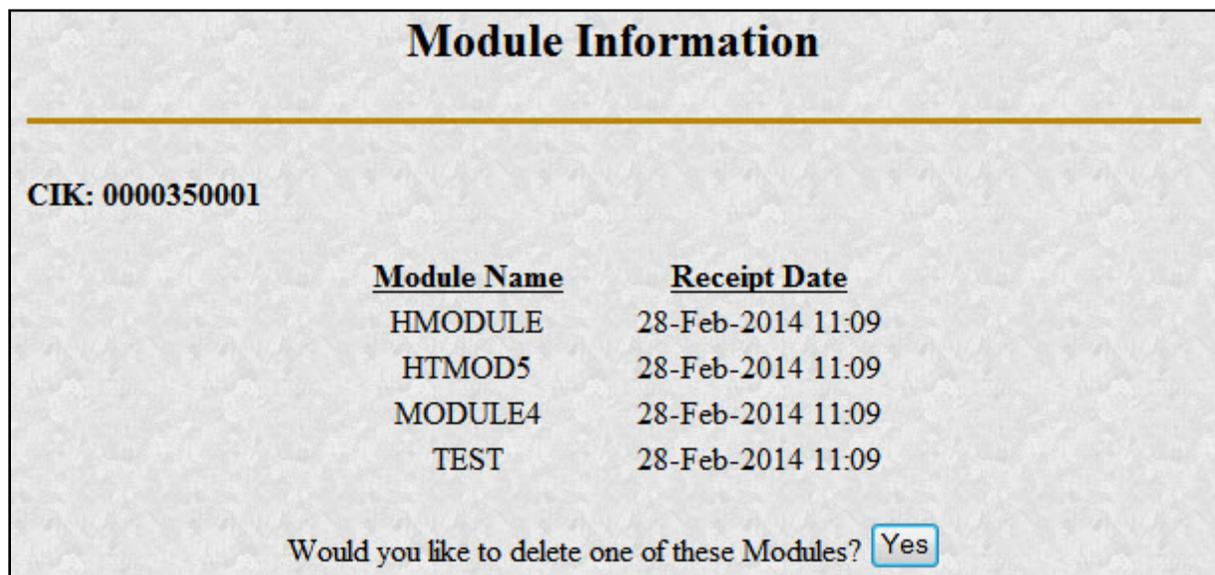 Module Information
CIK: 0000350001
Module Name Receipt Date
HMODULE 28-Feb-2014 11:09
HTMOD5 28-Feb-2014 11:09
MODULE4 28-Feb-2014 11:09
TEST 28-Feb-2014 11:09
Would you like to delete one of these Modules? Yes